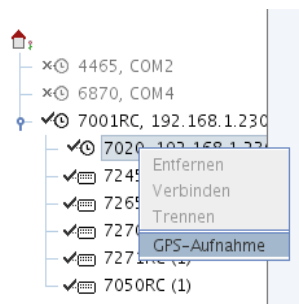 4465, COM2
6870, COM4
7001RC, 192.168.1.230
7020, 192.168.1.230
Entfernen
7245
Verbinden
7265
Trennen
7270
GPS-Aufnahme
7271RC (1)
7050RC (1)